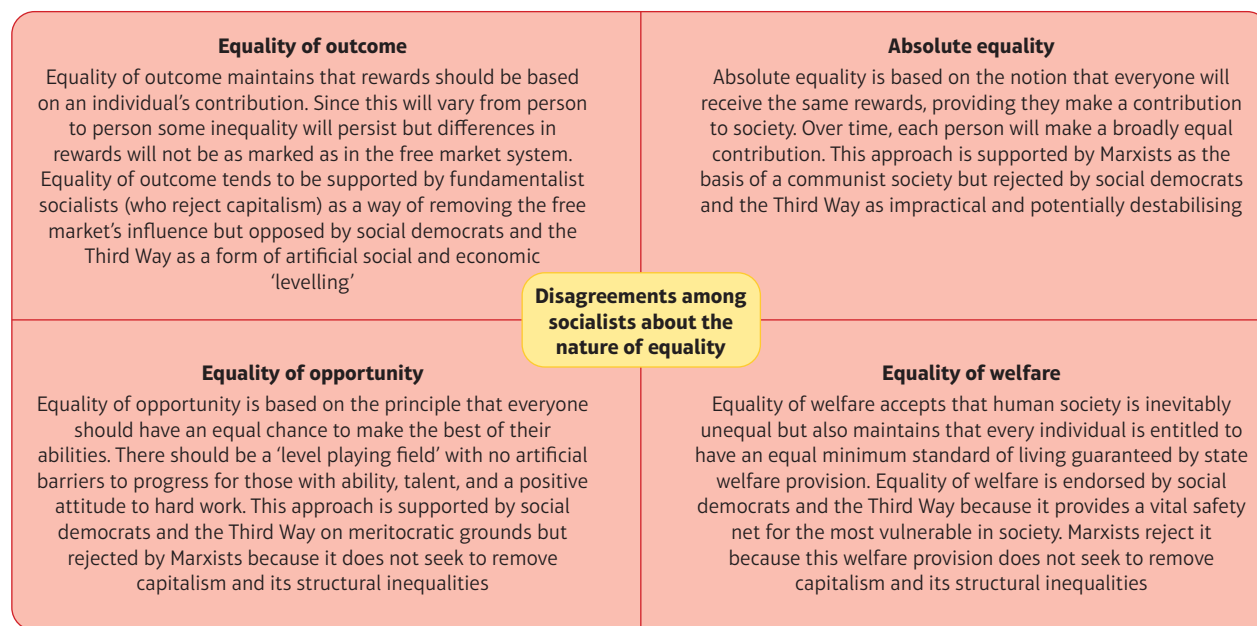 Equality of outcome
Equality of outcome maintains that rewards should be based
on an individual’s contribution. Since this will vary from
person to person some inequality will persist but differences in
rewards will not be as marked as in the free market system.
Equality of outcome tends to be supported by fundamentalist
socialists (who reject capitalism) as a way of removing the free
market’s influence but opposed by social democrats and the
Third Way as a form of artificial social and economic
‘levelling’
Absolute equality
Absolute equality is based on the notion that everyone will
receive the same rewards, providing they make a contribution
to society. Over time, each person will make a broadly equal
contribution. This approach is supported by Marxists as the
basis of a communist society but rejected by social democrats
and the Third Way as impractical and potentially destabilising
Disagreements among
socialists about the
nature of equality
Equality of opportunity
Equality of opportunity is based on the principle that everyone
should have an equal chance to make the best of their
abilities. There should be a ‘level playing field’ with no artificial
barriers to progress for those with ability, talent, and a positive
attitude to hard work. This approach is supported by social
democrats and the Third Way on meritocratic grounds but
rejected by Marxists because it does not seek to remove
capitalism and its structural inequalities
Equality of welfare
Equality of welfare accepts that human society is inevitably
unequal but also maintains that every individual is entitled to
have an equal minimum standard of living guaranteed by state
welfare provision. Equality of welfare is endorsed by social
democrats and the Third Way because it provides a vital safety
net for the most vulnerable in society. Marxists reject it
because this welfare provision does not seek to remove
capitalism and its structural inequalities